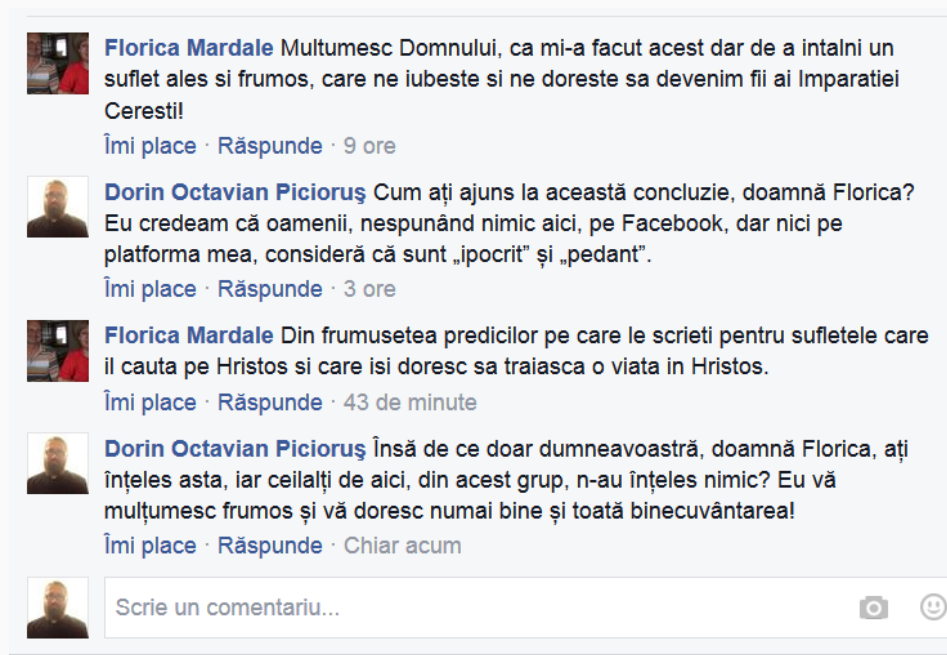 Florica Mardale Multumesc Domnului, ca mi-a facut acest dar de a intalni un
suflet ales si frumos, care ne iubeste si ne doreste sa devenim fii ai Imparatiei
Ceresti!
Îmi place · Răspunde · 9 ore
Dorin Octavian Picioruş Cum ați ajuns la această concluzie, doamnă Florica?
Eu credeam că oamenii, nespunând nimic aici, pe Facebook, dar nici pe
platforma mea, consideră că sunt „ipocrit” și „pedant”.
Îmi place · Răspunde · 3 ore
Florica Mardale Din frumusetea predicilor pe care le scrieti pentru sufletele care
il cauta pe Hristos si care isi doresc sa traiasca o viata in Hristos.
Îmi place · Răspunde · 43 de minute
Dorin Octavian Picioruş Însă de ce doar dumneavoastră, doamnă Florica, ați
înțeles asta, iar ceilalți de aici, din acest grup, n-au înțeles nimic? Eu vă
mulțumesc frumos și vă doresc numai bine și toată binecuvântarea!
Îmi place · Răspunde · Chiar acum
Scrie un comentariu...